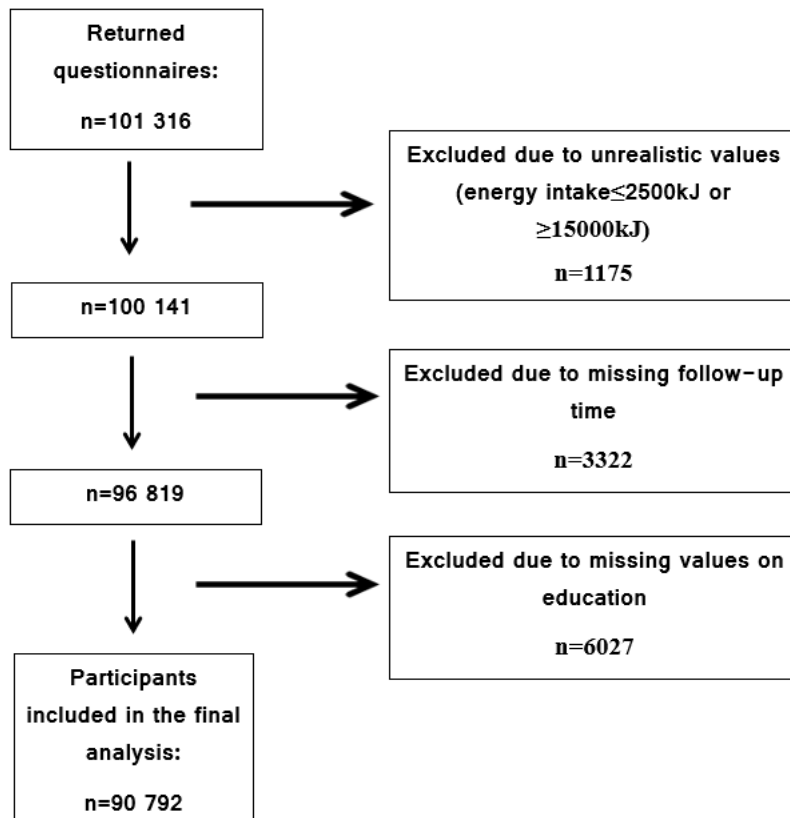 Returned
questionnaires:
n=101 316
Excluded due to unrealistic values
(energy intake≤2500kJ or
≥15000kJ)
n=1175
n=100 141
Excluded due to missing follow-up
time
n=3322
n=96 819
Excluded due to missing values on
education
n=6027
Participants
included in the final
analysis:
n=90 792